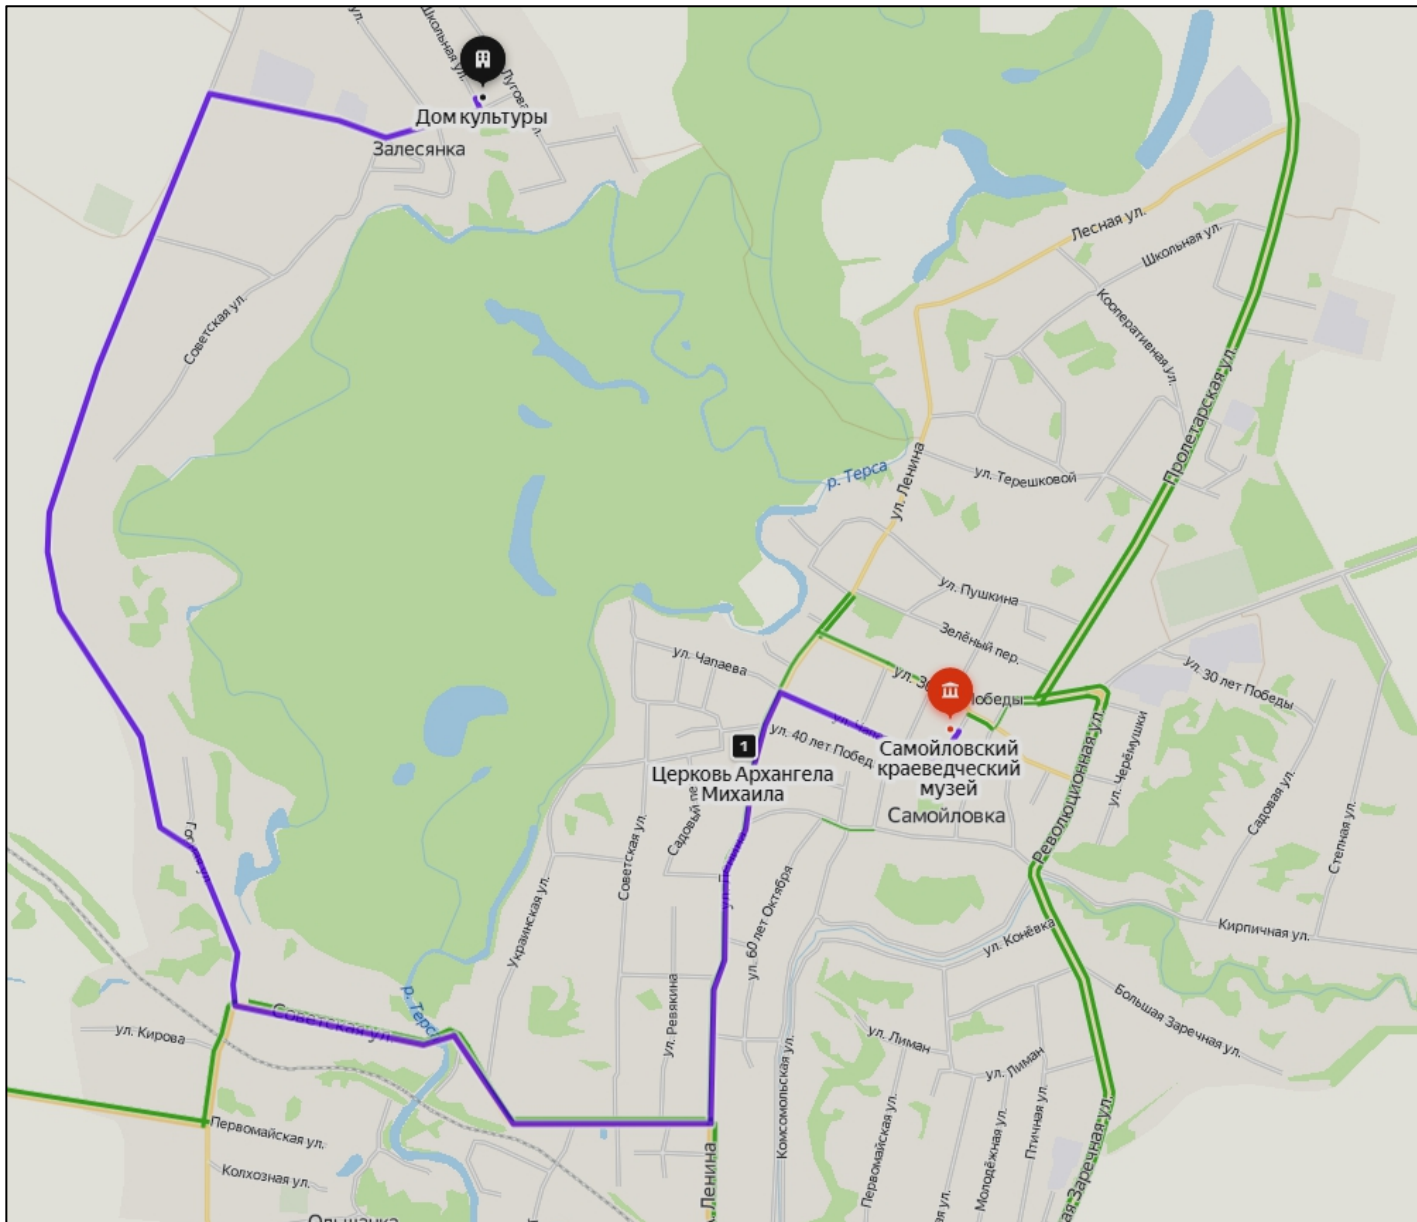 Школьная ул.
Дом культуры
Залесянка
Лесная ул.
Школьная ул.
Кооперативная ул.
Советская ул.
Пролетарская ул.
р. Терса
ул. Ленина
ул. Терешковой
ул. Пушкина
Зелёный пер.
ул. Чапаева
ул. 30 лет Победы
Победы
1
ул. 40 лет Побед
Церковь Архангела
Михаила
Самойловский
краеведческий
музей
Самойловка
ул. Черёмушки
Революционная ул.
Садовая ул.
Степная ул.
Советская ул.
ул. 60 лет Октября
Украинская ул.
Кирпичная ул.
ул. Конёвка
Большая Заречная ул.
р. Терса
Советская ул.
ул. Кирова
ул. Ревякина
ул. Лиман
ул. Лиман
Комсомольская ул.
Первомайская ул.
Молодёжная ул.
Птичная ул.
ая Заречная ул.
Первомайская ул.
Колхозная ул.
Ленина